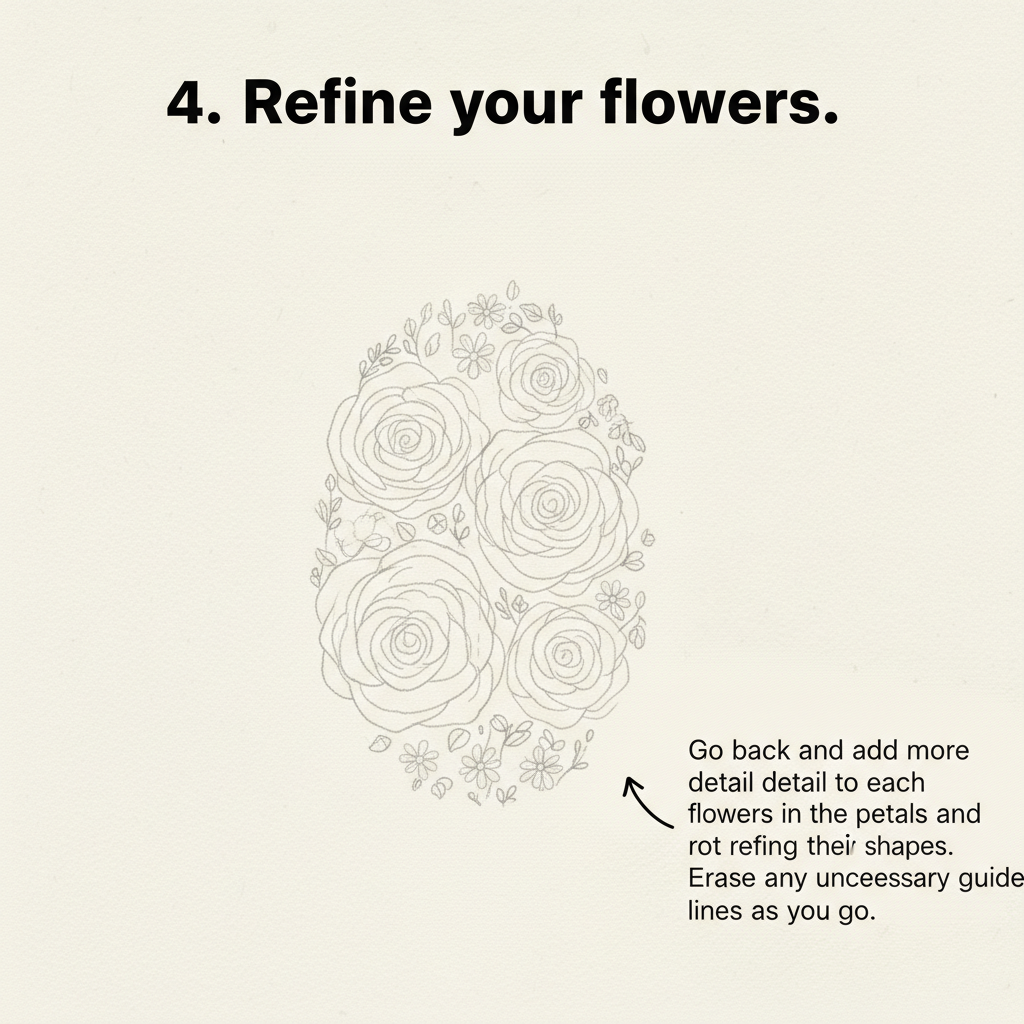 4. Refine your flowers.
Go back and add more
detail detail to each
flowers in the petals and
rot refing their shapes.
Erase any unceessary guide
lines as you go.